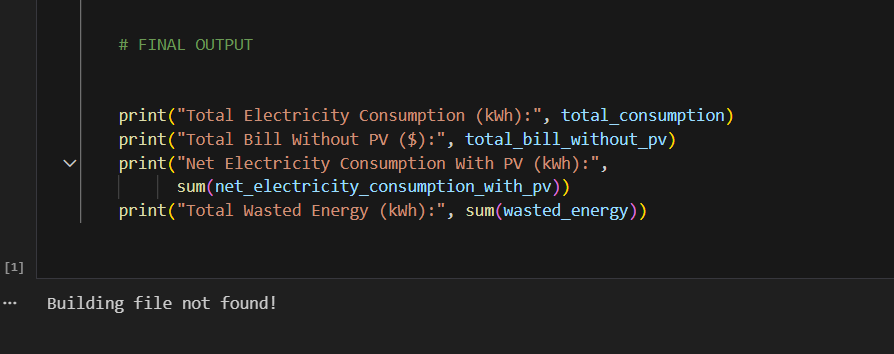 # FINAL OUTPUT
print("Total Electricity Consumption (kWh):", total_consumption)
print("Total Bill Without PV ($):", total_bill_without_pv)
print("Net Electricity Consumption With PV (kWh):",
sum(net_electricity_consumption_with_pv))
print("Total Wasted Energy (kWh):", sum(wasted_energy))
[1]
... Building file not found!